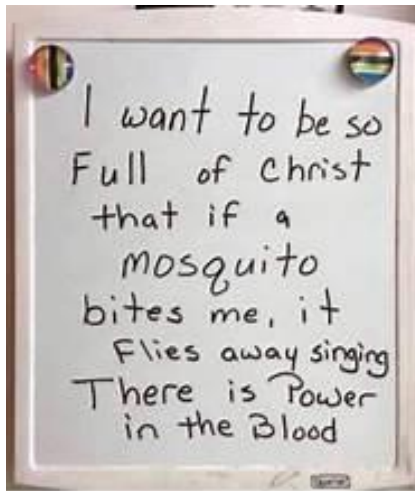 I want to be so
Full of Christ
that if a
mosquito
bites me, it
Flies away singing
There is Power
in the Blood